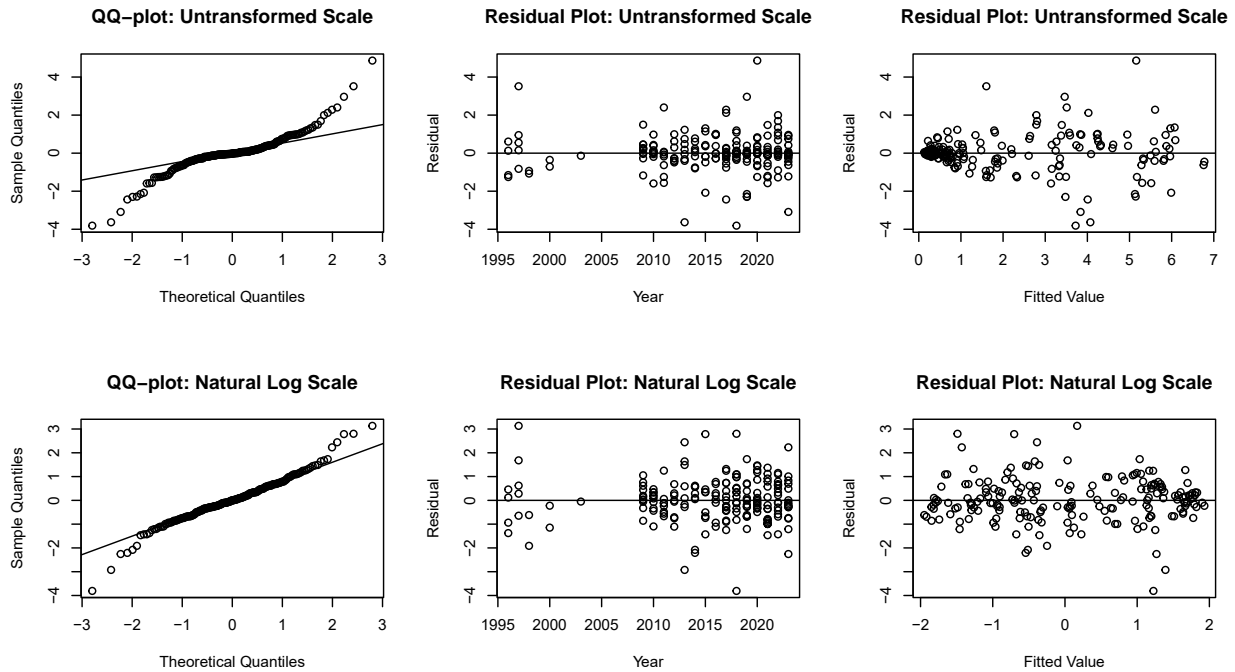 QQ−plot: Untransformed Scale
Sample Quantiles
4
2
0
−2
−4
−3 −2 −1 0 1 2 3
Theoretical Quantiles
Residual Plot: Untransformed Scale
Residual
4
2
0
−2
−4
1995 2000 2005 2010 2015 2020
Year
Residual Plot: Untransformed Scale
Residual
4
2
0
−2
−4
0 1 2 3 4 5 6 7
Fitted Value
QQ−plot: Natural Log Scale
Sample Quantiles
3
2
1
0
−2
−4
−3 −2 −1 0 1 2 3
Theoretical Quantiles
Residual Plot: Natural Log Scale
Residual
3
2
1
0
−2
−4
1995 2000 2005 2010 2015 2020
Year
Residual Plot: Natural Log Scale
Residual
3
2
1
0
−2
−4
−2 −1 0 1 2
Fitted Value